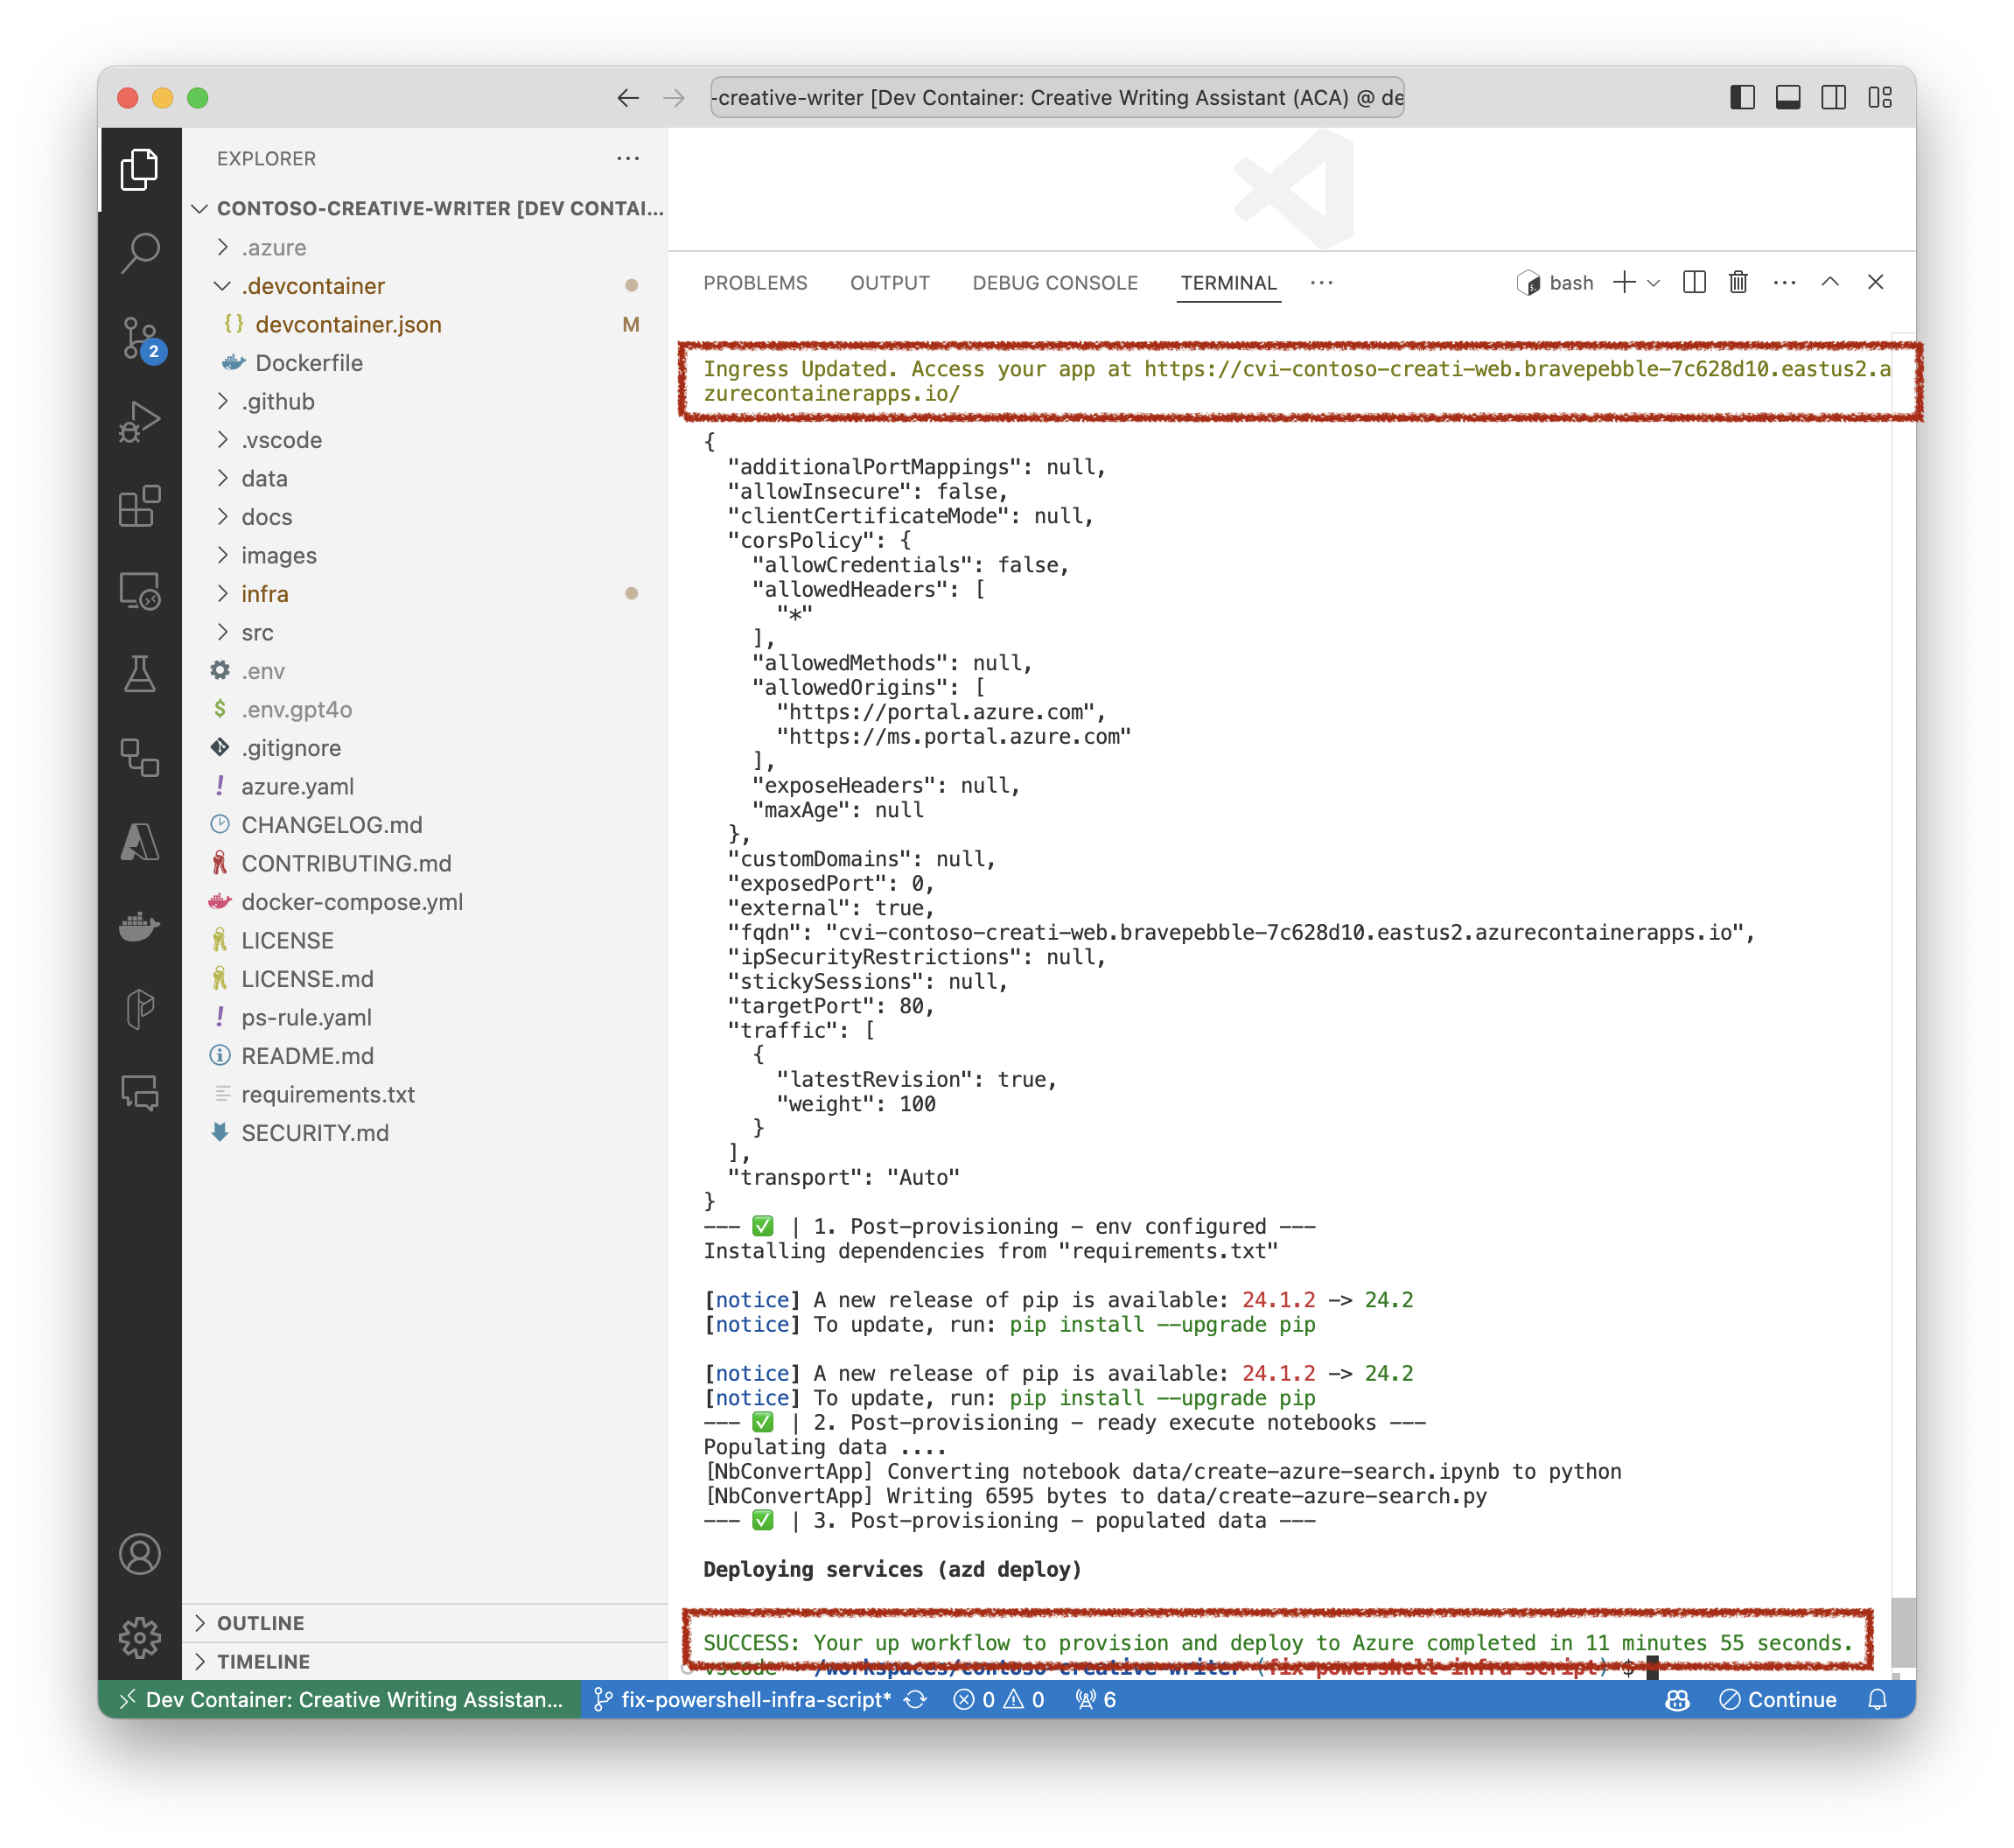 -creative-writer [Dev Container: Creative Writing Assistant (ACA) @ de
EXPLORER
CONTOSO-CREATIVE-WRITER [DEV CONTAI...
.azure
.devcontainer
{} devcontainer.json M
Dockerfile
.github
.vscode
data
docs
images
infra
src
.env
$ .env.gpt4o
.gitignore
! azure.yaml
CHANGELOG.md
CONTRIBUTING.md
docker-compose.yml
LICENSE
LICENSE.md
! ps-rule.yaml
README.md
requirements.txt
SECURITY.md
OUTLINE
TIMELINE
2
PROBLEMS OUTPUT DEBUG CONSOLE TERMINAL ... bash
Ingress Updated. Access your app at https://cvi-contoso-creati-web.bravepebble-7c628d10.eastus2.a
zurecontainerapps.io/
{
"additionalPortMappings": null,
"allowInsecure": false,
"clientCertificateMode": null,
"corsPolicy": {
"allowCredentials": false,
"allowedHeaders": [
"*"
],
"allowedMethods": null,
"allowedOrigins": [
"https://portal.azure.com",
"https://ms.portal.azure.com"
],
"exposeHeaders": null,
"maxAge": null
},
"customDomains": null,
"exposedPort": 0,
"external": true,
"fqdn": "cvi-contoso-creati-web.bravepebble-7c628d10.eastus2.azurecontainerapps.io",
"ipSecurityRestrictions": null,
"stickySessions": null,
"targetPort": 80,
"traffic": [
{
"latestRevision": true,
"weight": 100
}
],
"transport": "Auto"
}
--- ✅ | 1. Post-provisioning - env configured ---
Installing dependencies from "requirements.txt"
[notice] A new release of pip is available: 24.1.2 -> 24.2
[notice] To update, run: pip install --upgrade pip
[notice] A new release of pip is available: 24.1.2 -> 24.2
[notice] To update, run: pip install --upgrade pip
--- ✅ | 2. Post-provisioning - ready execute notebooks ---
Populating data ....
[NbConvertApp] Converting notebook data/create-azure-search.ipynb to python
[NbConvertApp] Writing 6595 bytes to data/create-azure-search.py
--- ✅ | 3. Post-provisioning - populated data ---
Deploying services (azd deploy)
SUCCESS: Your up workflow to provision and deploy to Azure completed in 11 minutes 55 seconds.
vscode /workspaces/contoso-creative-writer (fix-powershell-infra-script) $
Dev Container: Creative Writing Assistan... fix-powershell-infra-script* 0 0 6 Continue